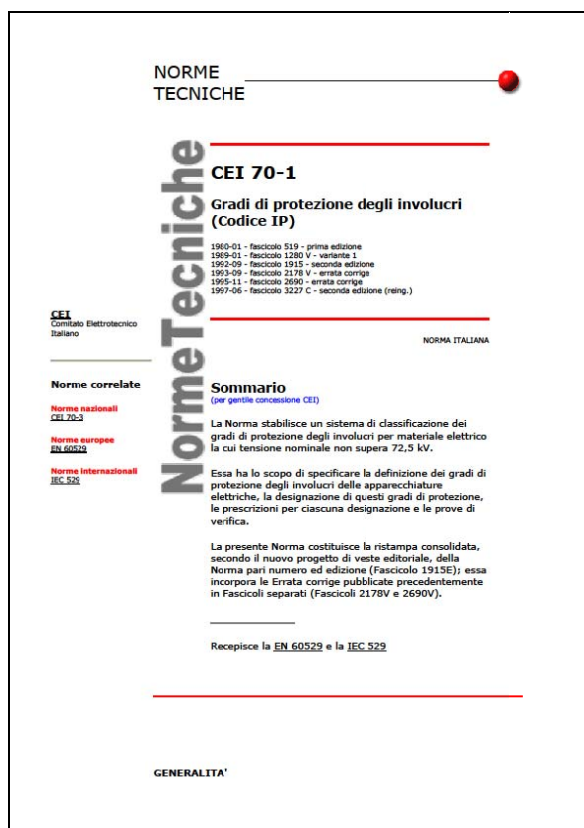 NORME
TECNICHE
NormeTecniche
CEI 70-1
Gradi di protezione degli involucri
(Codice IP)
1980-01 - fascicolo 519 - prima edizione
1989-01 - fascicolo 1280 V - variante 1
1992-09 - fascicolo 1915 - seconda edizione
1993-09 - fascicolo 2178 V - errata corrige
1995-11 - fascicolo 2690 - errata corrige
1997-06 - fascicolo 3227 C - seconda edizione (reing.)
CEI
Comitato Elettrotecnico
Italiano
NORMA ITALIANA
Norme correlate
Norme nazionali
CEI 70-3
Norme europee
EN 60529
Norme internazionali
IEC 529
Sommario
(per gentile concessione CEI)
La Norma stabilisce un sistema di classificazione dei
gradi di protezione degli involucri per materiale elettrico
la cui tensione nominale non supera 72,5 kV.
Essa ha lo scopo di specificare la definizione dei gradi di
protezione degli involucri delle apparecchiature
elettriche, la designazione di questi gradi di protezione,
le prescrizioni per ciascuna designazione e le prove di
verifica.
La presente Norma costituisce la ristampa consolidata,
secondo il nuovo progetto di veste editoriale, della
Norma pari numero ed edizione (Fascicolo 1915E); essa
incorpora le Errata corrige pubblicate precedentemente
in Fascicoli separati (Fascicoli 2178V e 2690V).
Recepisce la EN 60529 e la IEC 529
GENERALITA'